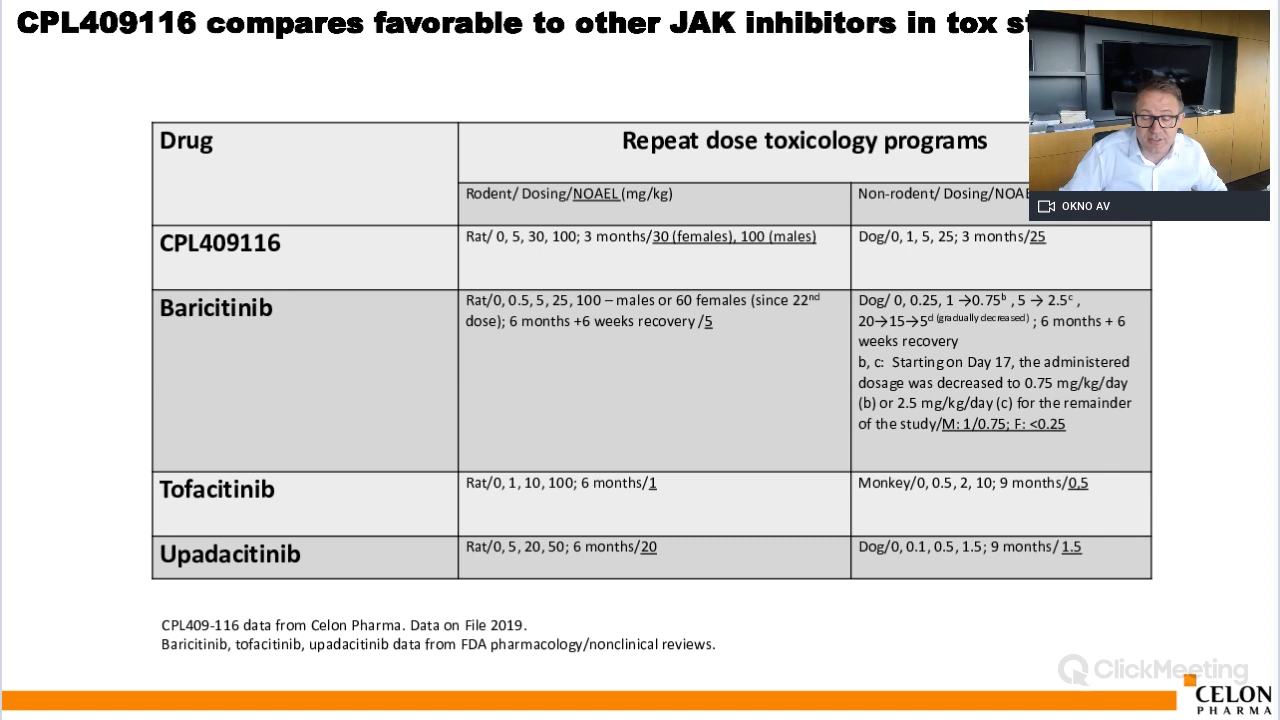 CPL409116 compares favorable to other JAK inhibitors in tox
OKNO AV
Drug
Repeat dose toxicology programs
Rodent/ Dosing/NOAEL (mg/kg)
Non-rodent/ Dosing/NOAE
CPL409116
Rat/ 0, 5, 30, 100; 3 months/30 (females), 100 (males)
Dog/0, 1, 5, 25; 3 months/25
Baricitinib
Rat/0, 0.5, 5, 25, 100 – males or 60 females (since 22nd
dose); 6 months +6 weeks recovery /5
Dog/ 0, 0.25, 1 →0.75b , 5 → 2.5c ,
20→15→5d (gradually decreased) ; 6 months + 6
weeks recovery
b, c: Starting on Day 17, the administered
dosage was decreased to 0.75 mg/kg/day
(b) or 2.5 mg/kg/day (c) for the remainder
of the study/M: 1/0.75; F: <0.25
Tofacitinib
Rat/0, 1, 10, 100; 6 months/1
Monkey/0, 0.5, 2, 10; 9 months/0,5
Upadacitinib
Rat/0, 5, 20, 50; 6 months/20
Dog/0, 0.1, 0.5, 1.5; 9 months/ 1.5
CPL409-116 data from Celon Pharma. Data on File 2019.
Baricitinib, tofacitinib, upadacitinib data from FDA pharmacology/nonclinical reviews.
ClickMeeting
CELON
PHARMA